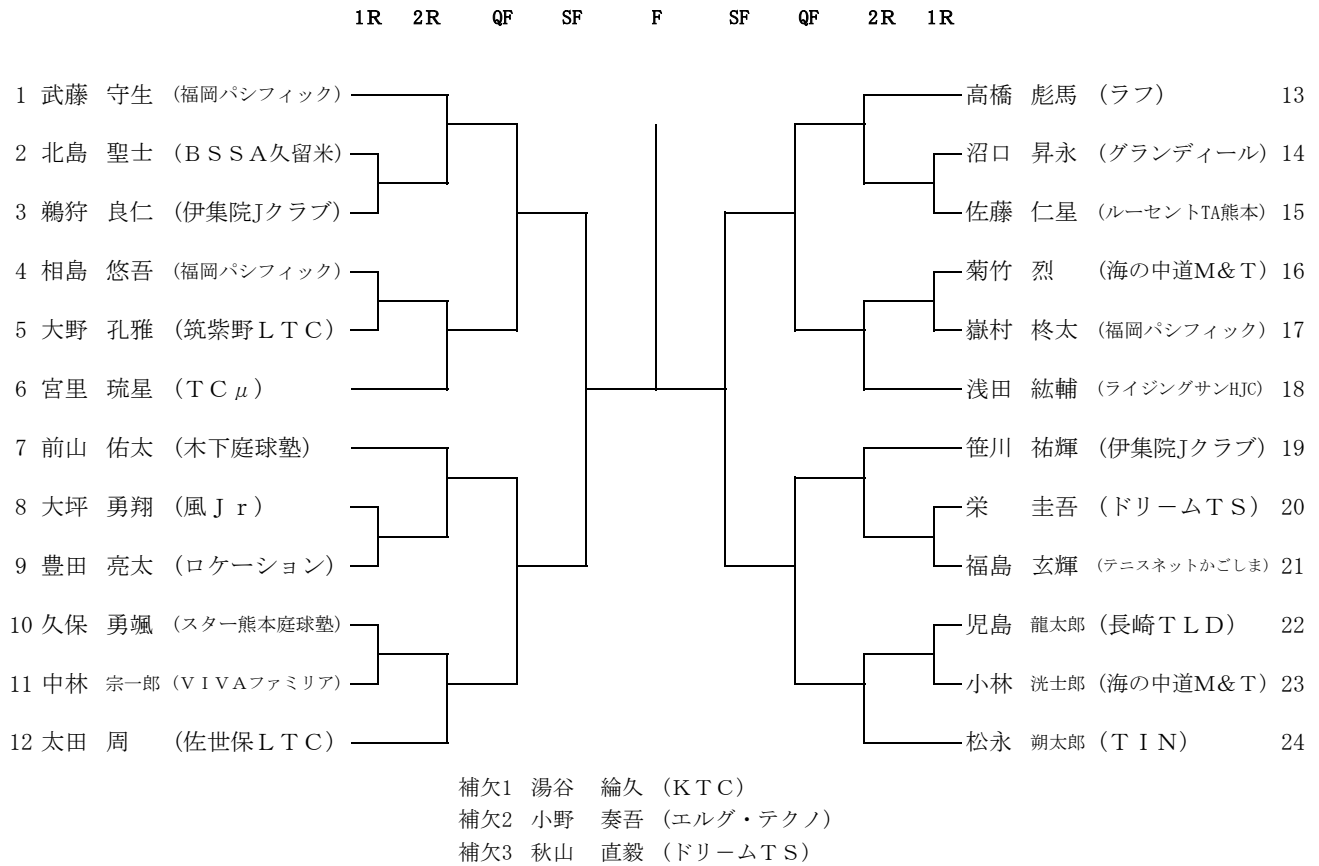 1R 2R QF SF F SF QF 2R 1R
1 武藤 守生 (福岡パシフィック)
2 北島 聖士 (ＢＳＳＡ久留米)
3 鵜狩 良仁 (伊集院Jクラブ)
4 相島 悠吾 (福岡パシフィック)
5 大野 孔雅 (筑紫野ＬＴＣ)
6 宮里 琉星 (ＴＣμ)
7 前山 佑太 (木下庭球塾)
8 大坪 勇翔 (風Ｊｒ)
9 豊田 亮太 (ロケーション)
10 久保 勇颯 (スター熊本庭球塾)
11 中林 宗一郎 (ＶＩＶＡファミリア)
12 太田 周 (佐世保ＬＴＣ)
高橋 彪馬 (ラフ) 13
沼口 昇永 (グランディール) 14
佐藤 仁星 (ルーセントTA熊本) 15
菊竹 烈 (海の中道M&T) 16
嶽村 柊太 (福岡パシフィック) 17
浅田 紘輔 (ライジングサンHJC) 18
笹川 祐輝 (伊集院Jクラブ) 19
栄 圭吾 (ドリームＴＳ) 20
福島 玄輝 (テニスネットかごしま) 21
児島 龍太郎 (長崎ＴＬＤ) 22
小林 洸士郎 (海の中道M&T) 23
松永 朔太郎 (ＴＩＮ) 24
補欠1 湯谷 綸久 (ＫＴＣ)
補欠2 小野 奏吾 (エルグ・テクノ)
補欠3 秋山 直毅 (ドリームＴＳ)